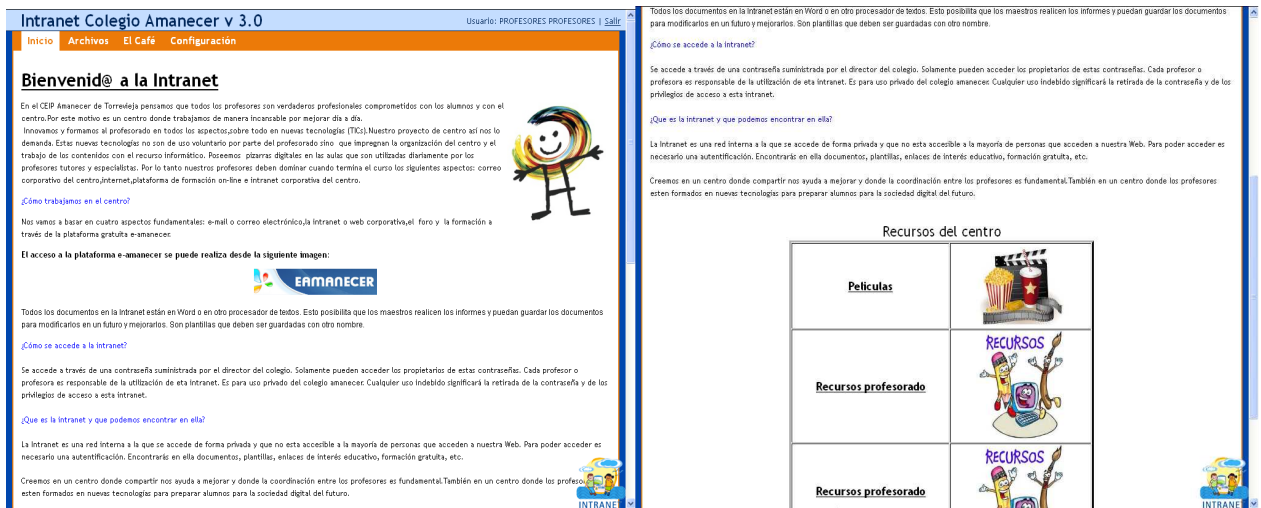 Intranet Colegio Amanecer v 3.0
Usuario: PROFESORES PROFESORES | Salir
Inicio Archivos El Café Configuración
Bienvenid@ a la Intranet
En el CEIP Amanecer de Torrevieja pensamos que todos los profesores son verdaderos profesionales comprometidos con los alumnos y con el
centro.Por este motivo es un centro donde trabajamos de manera incansable por mejorar día a día.
Innovamos y formamos al profesorado en todos los aspectos,sobre todo en nuevas tecnologías (TICs).Nuestro proyecto de centro así nos lo
demanda. Estas nuevas tecnologías no son de uso voluntario por parte del profesorado sino que impregnan la organización del centro y el
trabajo de los contenidos con el recurso informático. Poseemos pizarras digitales en las aulas que son utilizadas diariamente por los
profesores tutores y especialistas. Por lo tanto nuestros profesores deben dominar cuando termina el curso los siguientes aspectos: correo
corporativo del centro,internet,plataforma de formación on-line e intranet corporativa del centro.
¿Cómo trabajamos en el centro?
Nos vamos a basar en cuatro aspectos fundamentales: e-mail o correo electrónico,la intranet o web corporativa,el foro y la formación a
través de la plataforma gratuita e-amanecer.
El acceso a la plataforma e-amanecer se puede realiza desde la siguiente imagen:
EAMANECER
Todos los documentos en la intranet están en Word o en otro procesador de textos. Esto posibilita que los maestros realicen los informes y puedan guardar los documentos
para modificarlos en un futuro y mejorarlos. Son plantillas que deben ser guardadas con otro nombre.
¿Cómo se accede a la intranet?
Se accede a través de una contraseña suministrada por el director del colegio. Solamente pueden acceder los propietarios de estas contraseñas. Cada profesor o
profesora es responsable de la utilización de eta intranet. Es para uso privado del colegio amanecer. Cualquier uso indebido significará la retirada de la contraseña y de los
privilegios de acceso a esta intranet.
¿Que es la intranet y que podemos encontrar en ella?
La Intranet es una red interna a la que se accede de forma privada y que no esta accesible a la mayoría de personas que acceden a nuestra Web. Para poder acceder es
necesario una autentificación. Encontrarás en ella documentos, plantillas, enlaces de interés educativo, formación gratuita, etc.
Creemos en un centro donde compartir nos ayuda a mejorar y donde la coordinación entre los profesores es fundamental.También en un centro donde los profeso
esten formados en nuevas tecnologías para preparar alumnos para la sociedad digital del futuro.
INTRANE
Todos los documentos en la intranet están en Word o en otro procesador de textos. Esto posibilita que los maestros realicen los informes y puedan guardar los documentos
para modificarlos en un futuro y mejorarlos. Son plantillas que deben ser guardadas con otro nombre.
¿Cómo se accede a la intranet?
Se accede a través de una contraseña suministrada por el director del colegio. Solamente pueden acceder los propietarios de estas contraseñas. Cada profesor o
profesora es responsable de la utilización de eta intranet. Es para uso privado del colegio amanecer. Cualquier uso indebido significará la retirada de la contraseña y de los
privilegios de acceso a esta intranet.
¿Que es la intranet y que podemos encontrar en ella?
La Intranet es una red interna a la que se accede de forma privada y que no esta accesible a la mayoría de personas que acceden a nuestra Web. Para poder acceder es
necesario una autentificación. Encontrarás en ella documentos, plantillas, enlaces de interés educativo, formación gratuita, etc.
Creemos en un centro donde compartir nos ayuda a mejorar y donde la coordinación entre los profesores es fundamental.También en un centro donde los profesores
esten formados en nuevas tecnologías para preparar alumnos para la sociedad digital del futuro.
Recursos del centro
Peliculas
RECURSOS
Recursos profesorado
RECURSOS
Recursos profesorado
INTRANE